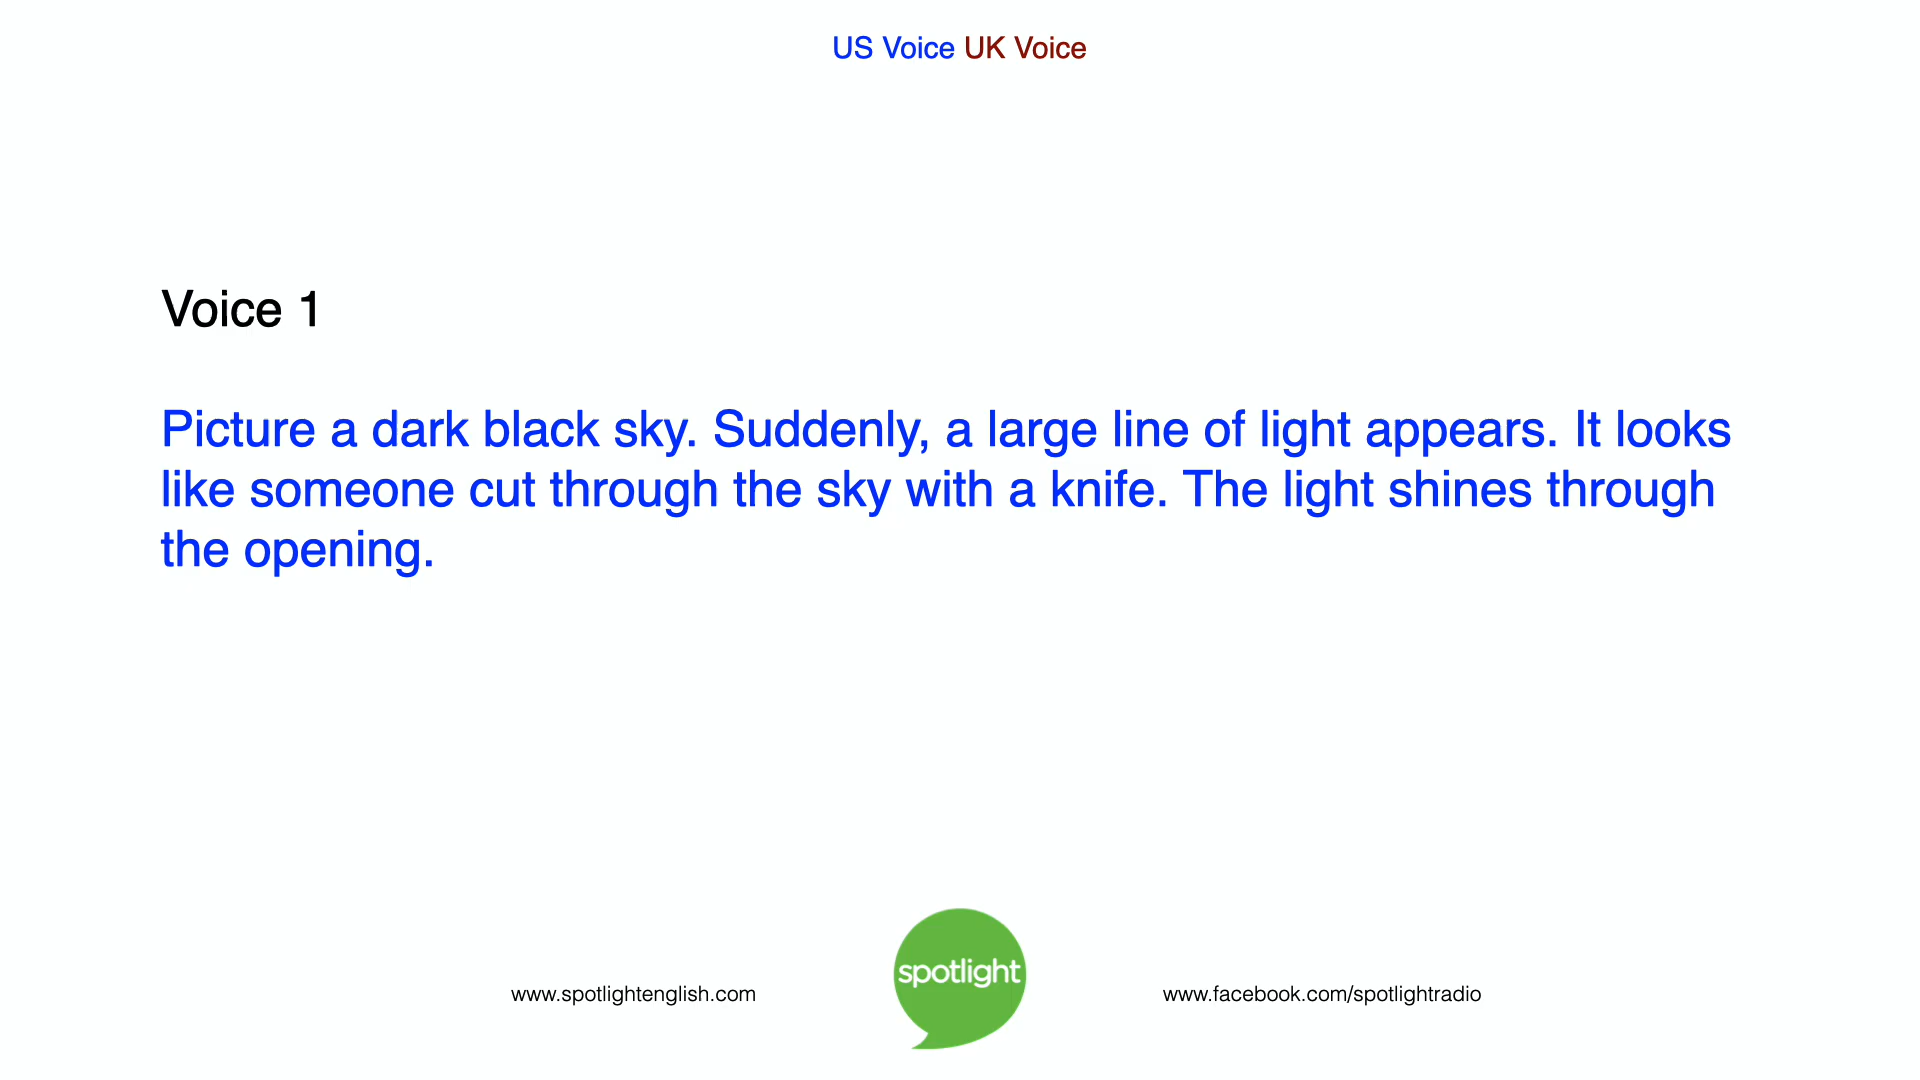 US Voice UK Voice
Voice 1
Picture a dark black sky. Suddenly, a large line of light appears. It looks
like someone cut through the sky with a knife. The light shines through
the opening.
spotlight
www.spotlightenglish.com
www.facebook.com/spotlightradio